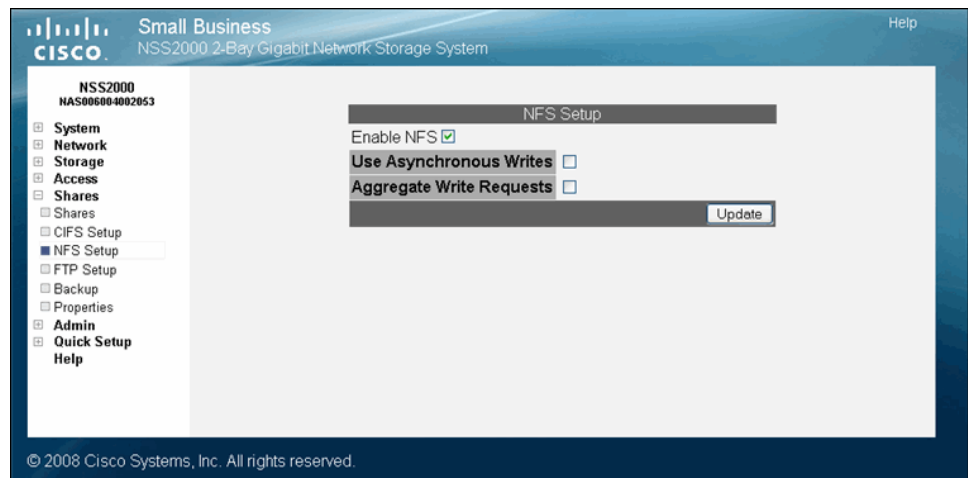 Small Business
Help
CISCO NSS2000 2-Bay Gigabit Network Storage System
NSS2000
NAS006004002053
System
Network
Storage
Access
Shares
Shares
CIFS Setup
NFS Setup
FTP Setup
Backup
Properties
Admin
Quick Setup
Help
NFS Setup
Enable NFS
Use Asynchronous Writes
Aggregate Write Requests
Update
© 2008 Cisco Systems, Inc. All rights reserved.